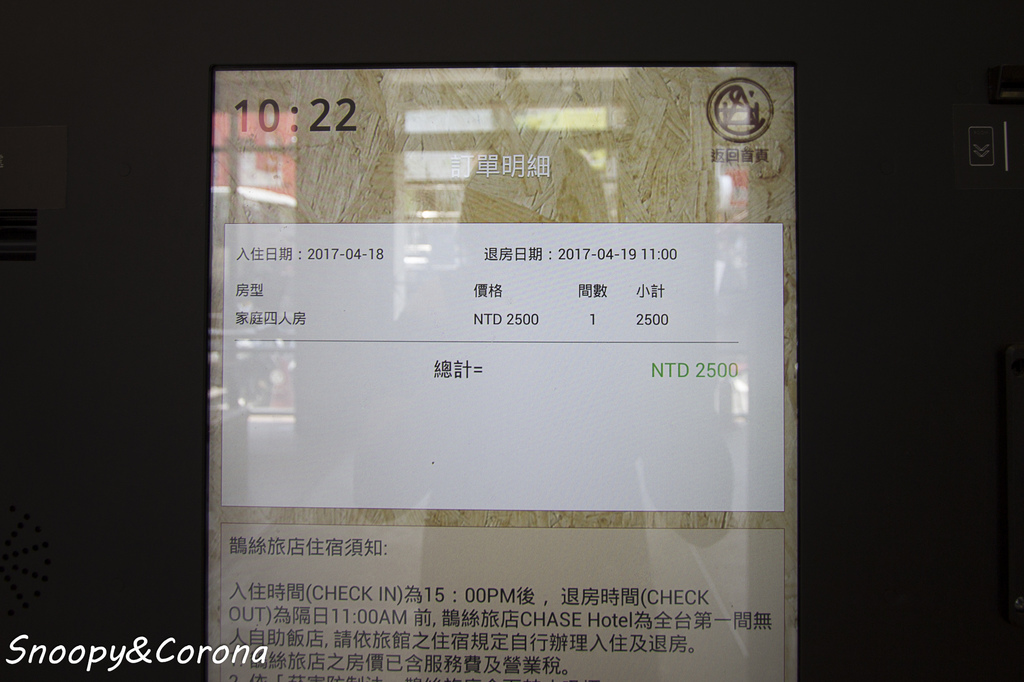 10:22
返回首頁
訂單明細
入住日期：2017-04-18 退房日期：2017-04-19 11:00
房型 價格 間數 小計
家庭四人房 NTD 2500 1 2500
總計= NTD 2500
鵲絲旅店住宿須知:
入住時間(CHECK IN)為15：00PM後， 退房時間(CHECK
OUT)為隔日11:00AM 前, 鵲絲旅店CHASE Hotel為全台第一間無
人自助飯店, 請依旅館之住宿規定自行辦理入住及退房。
鵲絲旅店之房價已含服務費及營業稅。
Snoopy&Corona